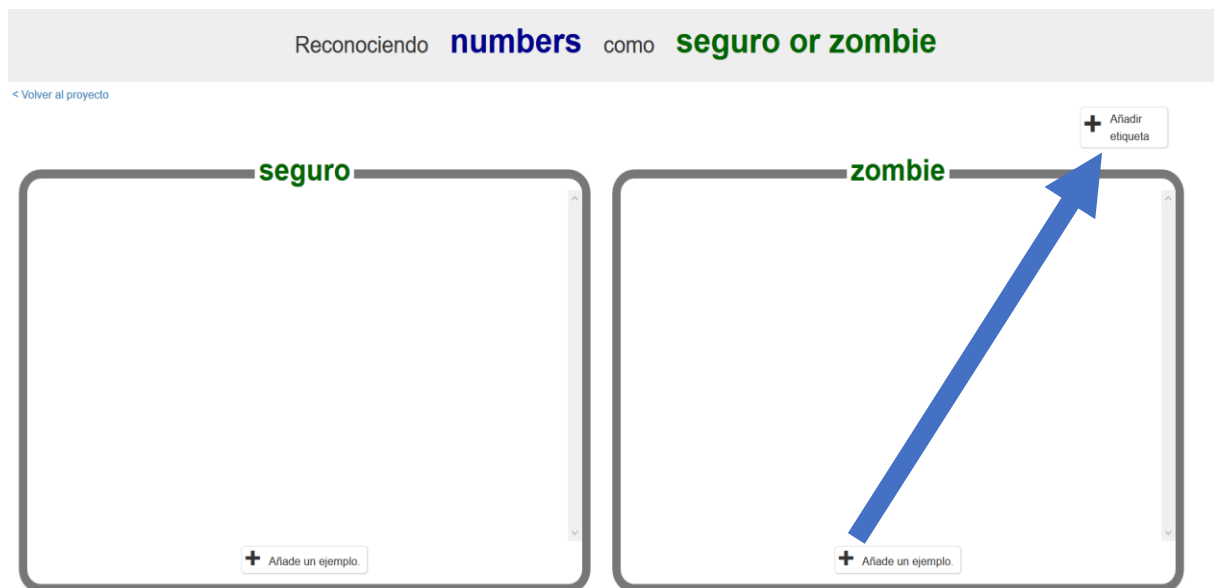 Reconociendo numbers como seguro or zombie
< Volver al proyecto
+ Añadir
etiqueta
seguro
zombie
+ Añade un ejemplo.
+ Añade un ejemplo.